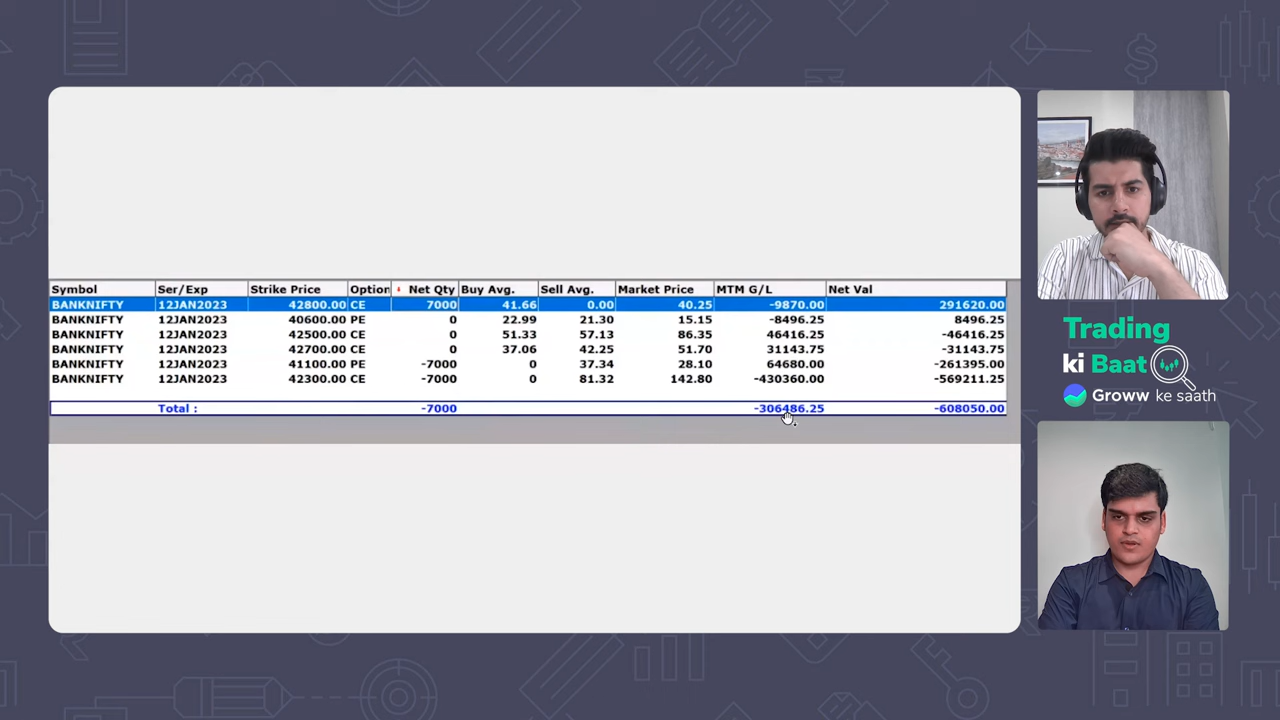 Symbol Ser/Exp Strike Price Option Net Qty Buy Avg. Sell Avg. Market Price MTM G/L Net Val
BANKNIFTY 12JAN2023 42800.00 CE 7000 41.66 0.00 40.25 -9870.00 291620.00
BANKNIFTY 12JAN2023 40600.00 PE 0 22.99 21.30 15.15 -8496.25 8496.25
BANKNIFTY 12JAN2023 42500.00 CE 0 51.33 57.13 86.35 46416.25 -46416.25
BANKNIFTY 12JAN2023 42700.00 CE 0 37.06 42.25 51.70 31143.75 -31143.75
BANKNIFTY 12JAN2023 41100.00 PE -7000 0 37.34 28.10 64680.00 -261395.00
BANKNIFTY 12JAN2023 42300.00 CE -7000 0 81.32 142.80 -430360.00 -569211.25
Total : -7000 -306486.25 -608050.00
Trading
ki Baat
Groww ke saath